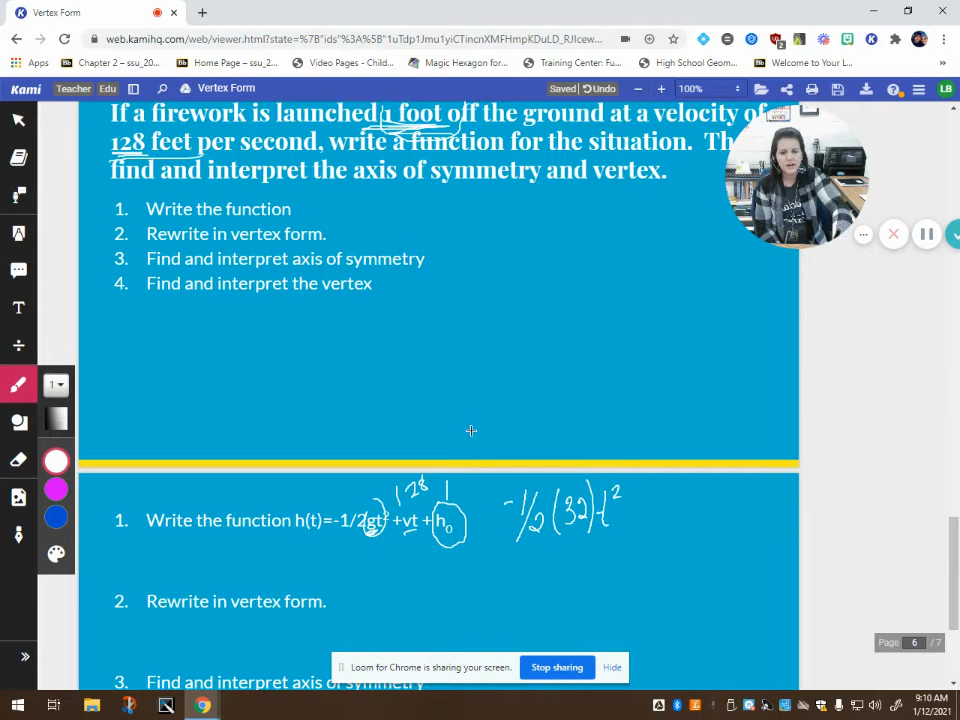 Vertex Form
web.kamihq.com/web/viewer.html?state=%7B"ids"%3A%5B"1uTdp1Jmu1yiCTincnXMFHmpKDuLD_RJIcew...
Apps Chapter 2 – ssu_20... Home Page – ssu_22... Video Pages - Child... Magic Hexagon for... Training Center: Fu... High School Geom... Welcome to Your L...
Kami Teacher Edu Vertex Form Saved Undo 100% LB
If a firework is launched 1 foot off the ground at a velocity of
128 feet per second, write a function for the situation. Th
find and interpret the axis of symmetry and vertex.
1. Write the function
2. Rewrite in vertex form.
3. Find and interpret axis of symmetry
4. Find and interpret the vertex
128 1
1. Write the function h(t)=-1/2gt² +vt +h₀ -1/2(32)t²
2. Rewrite in vertex form.
Page 6 / 7
Loom for Chrome is sharing your screen. Stop sharing Hide
3. Find and interpret axis of symmetry
9:10 AM
1/12/2021